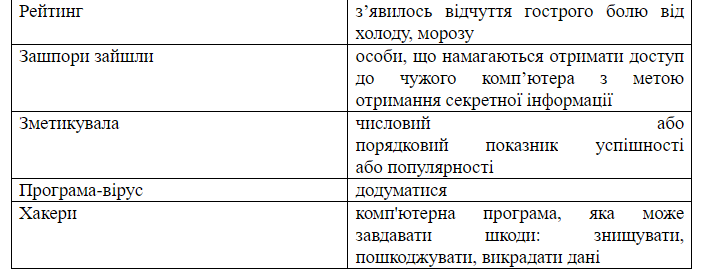 Рейтинг
з’явилось відчуття гострого болю від
холоду, морозу
Зашпори зайшли
особи, що намагаються отримати доступ
до чужого комп’ютера з метою
отримання секретної інформації
Зметикувала
числовий або
порядковий показник успішності
або популярності
Програма-вірус
додуматися
Хакери
комп'ютерна програма, яка може
завдавати шкоди: знищувати,
пошкоджувати, викрадати дані